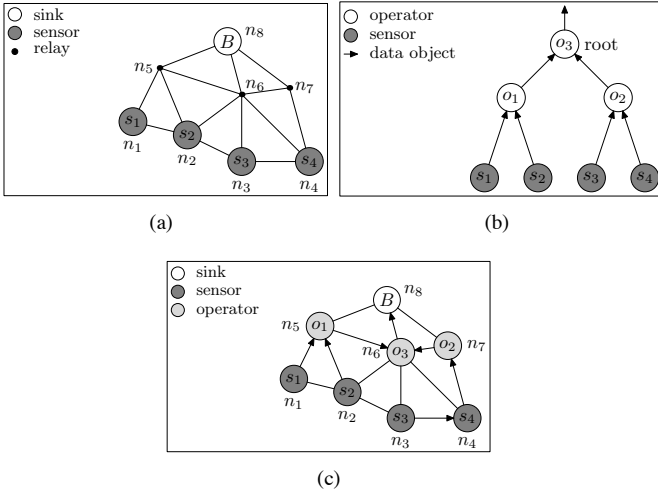 sink
sensor
relay
B
n8
n5
n6
n7
s1
s2
s3
s4
n1
n2
n3
n4
(a)
operator
sensor
data object
o3 root
o1
o2
s1
s2
s3
s4
(b)
sink
sensor
operator
B
n8
n5
o1
n6
o3
o2
n7
s1
s2
s3
s4
n1
n2
n3
n4
(c)